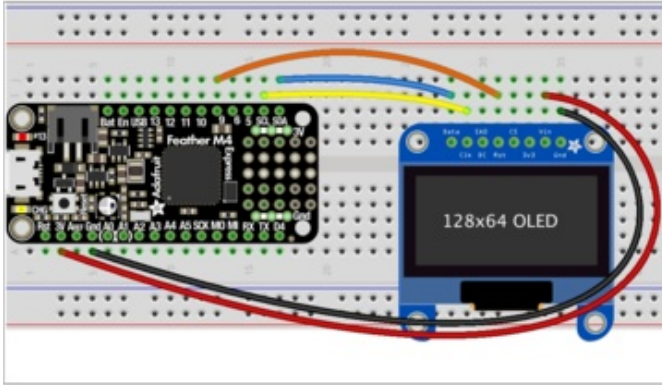 Bat En USB 13 12 11 10 9 6 5 SCL SDA
3V
Feather M4
Express
Adafruit
Gnd
Rst 3V Aref Gnd A0 A1 A2 A3 A4 A5 SCK MO MI RX TX D4
Data SA0 CS Vin
Clk DC Rst 3v3 Gnd
128x64 OLED